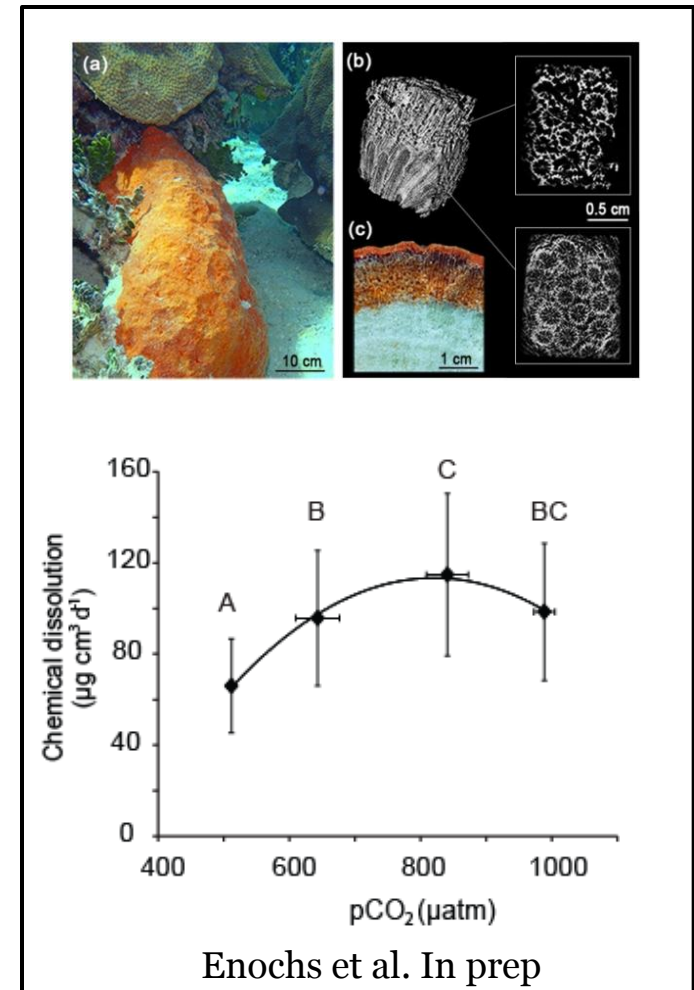 (a)
10 cm
(b)
0.5 cm
(c)
1 cm
Chemical dissolution
(µg cm³ d⁻¹)
160
120
80
40
0
A
B
C
BC
400 600 800 1000
pCO₂ (µatm)
Enochs et al. In prep